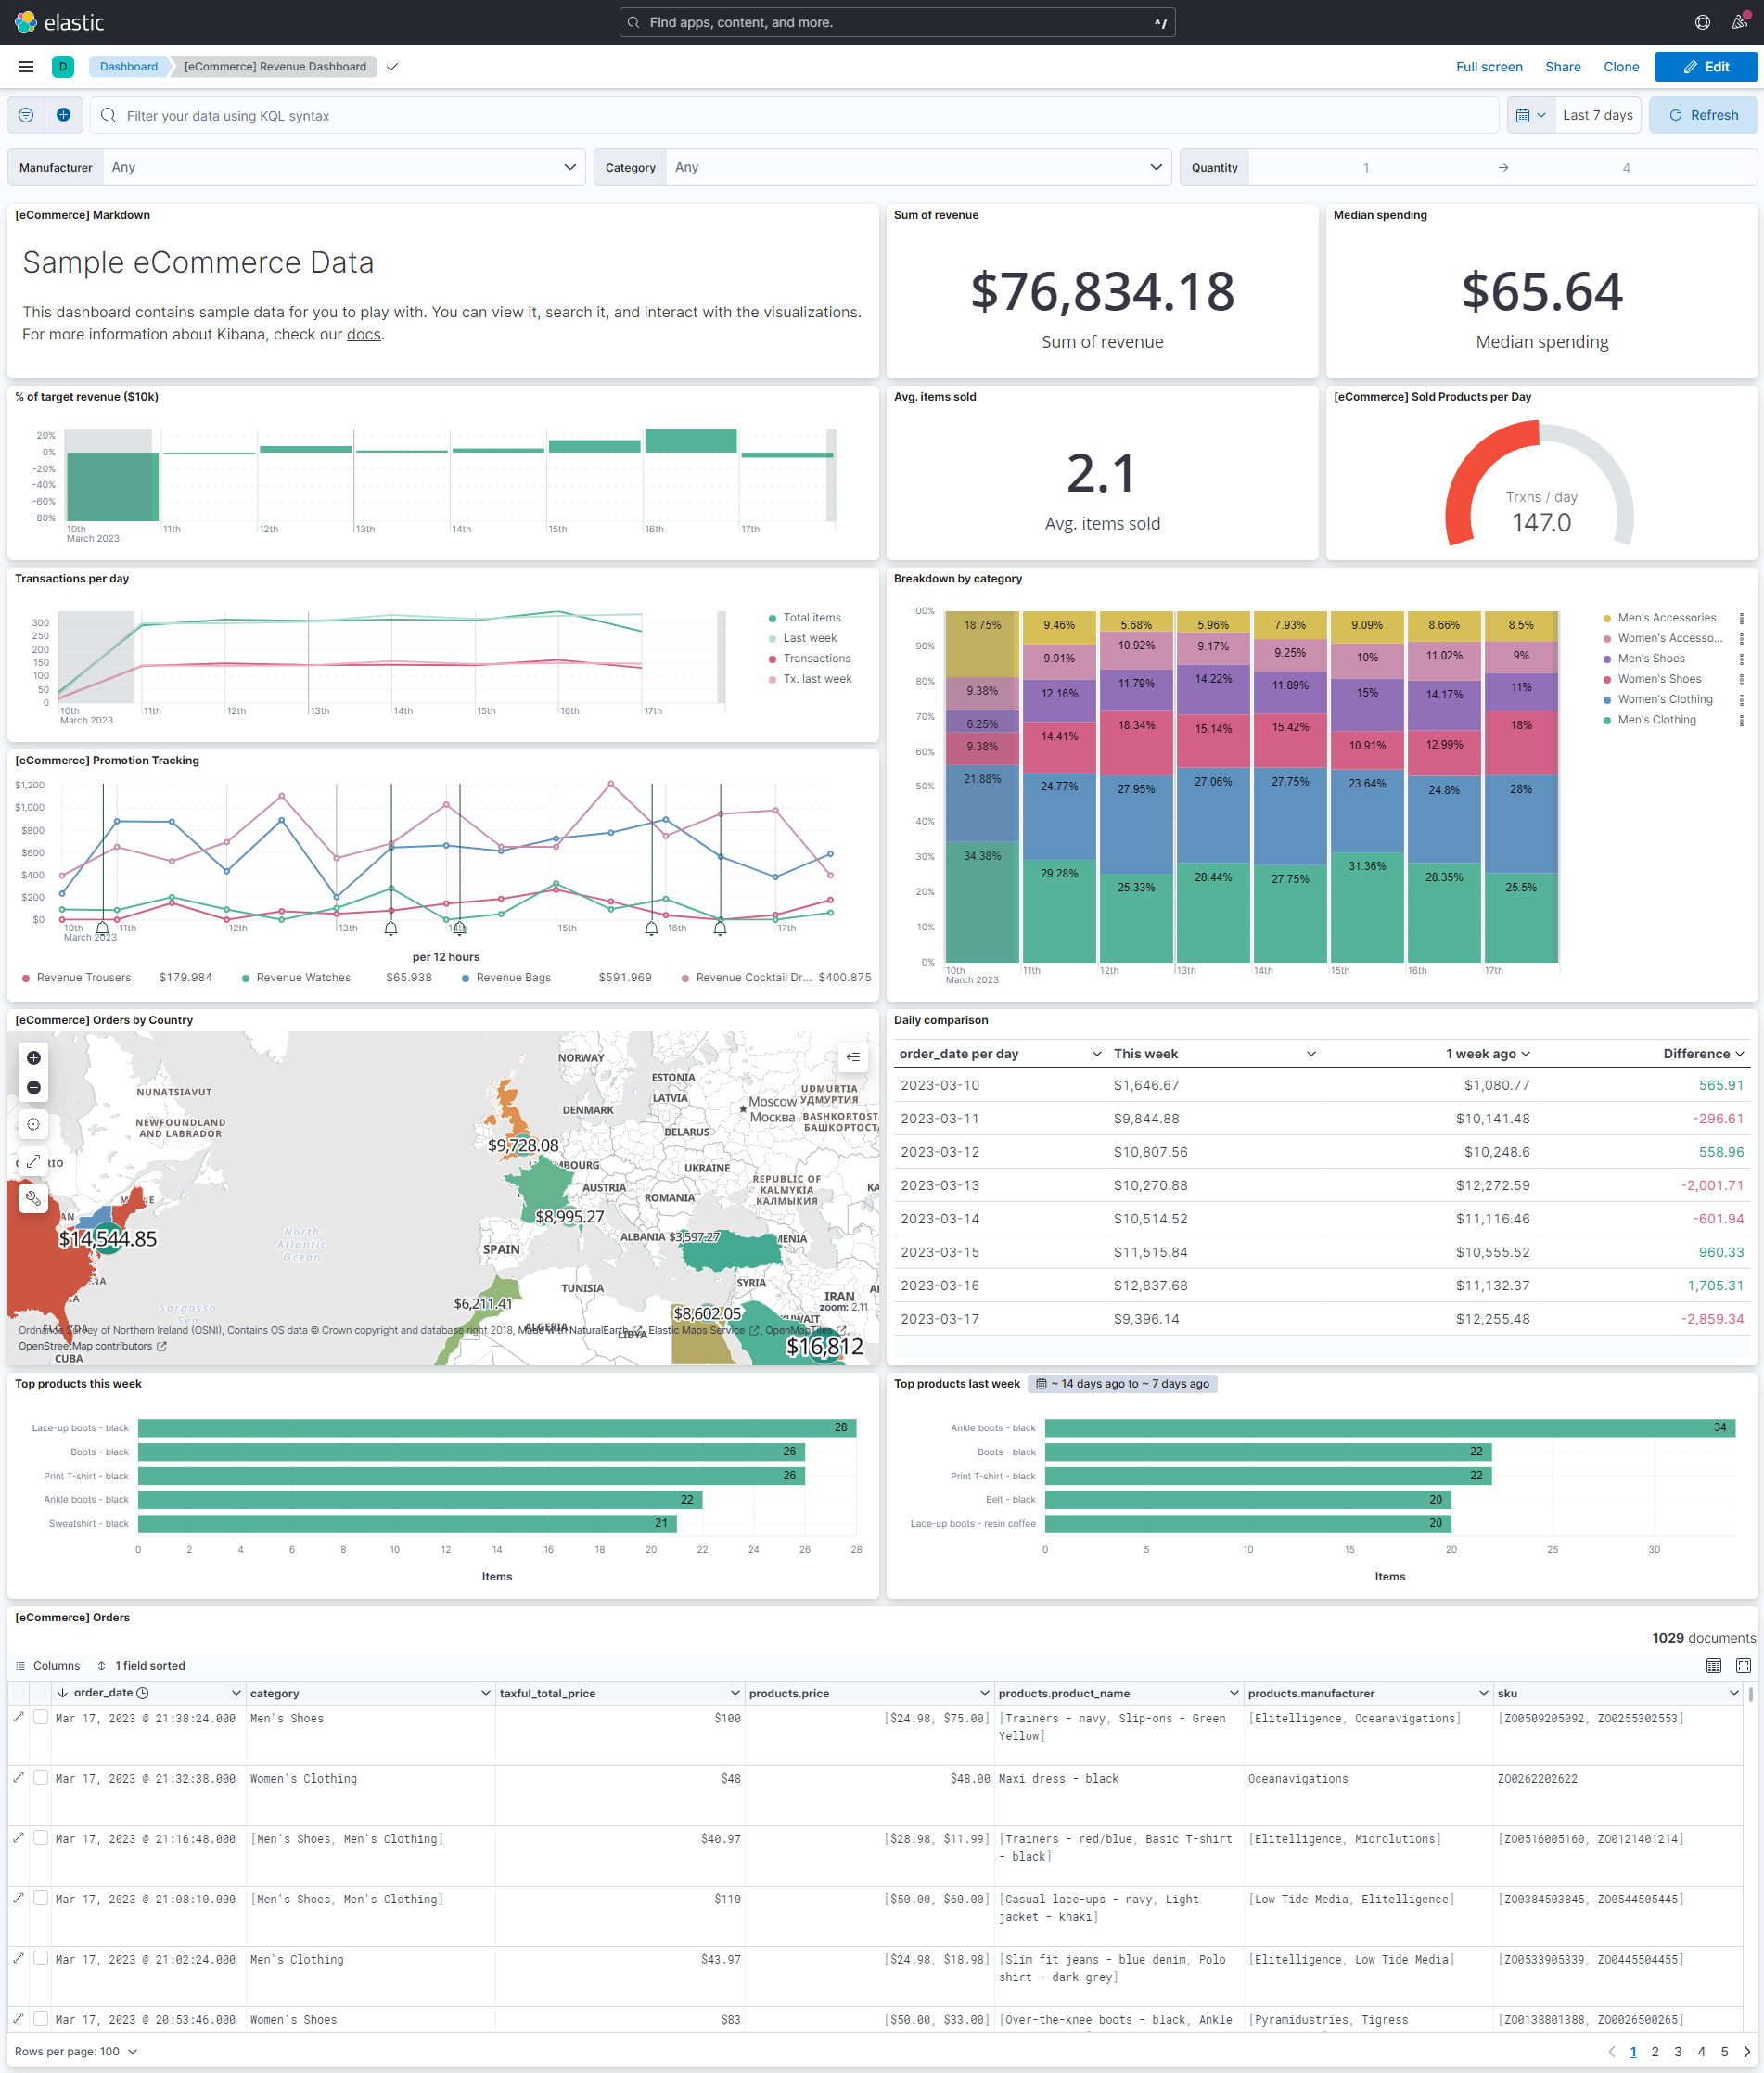 elastic
Find apps, content, and more.
^/
D
Dashboard
[eCommerce] Revenue Dashboard
Full screen
Share
Clone
Edit
Filter your data using KQL syntax
Last 7 days
Refresh
Manufacturer
Any
Category
Any
Quantity
1
→
4
[eCommerce] Markdown
Sample eCommerce Data
This dashboard contains sample data for you to play with. You can view it, search it, and interact with the visualizations.
For more information about Kibana, check our docs.
Sum of revenue
$76,834.18
Sum of revenue
Median spending
$65.64
Median spending
% of target revenue ($10k)
20%
0%
-20%
-40%
-60%
-80%
10th 11th 12th 13th 14th 15th 16th 17th
March 2023
Avg. items sold
2.1
Avg. items sold
[eCommerce] Sold Products per Day
Trxns / day
147.0
Transactions per day
300
250
200
150
100
50
0
10th 11th 12th 13th 14th 15th 16th 17th
March 2023
Total items
Last week
Transactions
Tx. last week
Breakdown by category
100%
90%
80%
70%
60%
50%
40%
30%
20%
10%
0%
18.75% 9.46% 5.68% 5.96% 7.93% 9.09% 8.66% 8.5%
9.38% 9.91% 10.92% 9.17% 9.25% 10% 11.02% 9%
6.25% 12.16% 11.79% 14.22% 11.89% 15% 14.17% 11%
9.38% 14.41% 18.34% 15.14% 15.42% 10.91% 12.99% 18%
21.88% 24.77% 27.95% 27.06% 27.75% 23.64% 24.8% 28%
34.38% 29.28% 25.33% 28.44% 27.75% 31.36% 28.35% 25.5%
10th 11th 12th 13th 14th 15th 16th 17th
March 2023
Men's Accessories
Women's Accesso...
Men's Shoes
Women's Shoes
Women's Clothing
Men's Clothing
[eCommerce] Promotion Tracking
$1,200
$1,000
$800
$600
$400
$200
$0
10th 11th 12th 13th 14th 15th 16th 17th
March 2023
per 12 hours
Revenue Trousers $179.984
Revenue Watches $65.938
Revenue Bags $591.969
Revenue Cocktail Dr... $400.875
[eCommerce] Orders by Country
NORWAY
ESTONIA
LATVIA
UDMURTIA
УДМУРТИЯ
Moscow
Москва
DENMARK
BASHKORTOST
БАШКОРТОСТ
NUNATSIAVUT
NEWFOUNDLAND
AND LABRADOR
BELARUS
$9,728.08
UKRAINE
REPUBLIC OF
KALMYKIA
КАЛМЫКИЯ
AUSTRIA
ROMANIA
$14,544.85
$8,995.27
North
Atlantic
Ocean
SPAIN
ALBANIA
$3,597.27
TUNISIA
SYRIA
IRAN
zoom: 2.11
$6,211.41
$8,602.05
Sargasso
Sea
ALGERIA
LIBYA
Ordnance Survey of Northern Ireland (OSNI), Contains OS data © Crown copyright and database right 2018, Made with NaturalEarth, Elastic Maps Service, OpenMapTiles,
OpenStreetMap contributors
$16,812
CUBA
Daily comparison
order_date per day This week 1 week ago Difference
2023-03-10 $1,646.67 $1,080.77 565.91
2023-03-11 $9,844.88 $10,141.48 -296.61
2023-03-12 $10,807.56 $10,248.6 558.96
2023-03-13 $10,270.88 $12,272.59 -2,001.71
2023-03-14 $10,514.52 $11,116.46 -601.94
2023-03-15 $11,515.84 $10,555.52 960.33
2023-03-16 $12,837.68 $11,132.37 1,705.31
2023-03-17 $9,396.14 $12,255.48 -2,859.34
Top products this week
Lace-up boots - black 28
Boots - black 26
Print T-shirt - black 26
Ankle boots - black 22
Sweatshirt - black 21
0 2 4 6 8 10 12 14 16 18 20 22 24 26 28
Items
Top products last week
~ 14 days ago to ~ 7 days ago
Ankle boots - black 34
Boots - black 22
Print T-shirt - black 22
Belt - black 20
Lace-up boots - resin coffee 20
0 5 10 15 20 25 30
Items
[eCommerce] Orders
1029 documents
Columns
1 field sorted
order_date category taxful_total_price products.price products.product_name products.manufacturer sku
Mar 17, 2023 @ 21:38:24.000 Men's Shoes $100 [$24.98, $75.00] [Trainers - navy, Slip-ons - Green [Elitelligence, Oceanavigations] [ZO0509205092, ZO0255302553]
Yellow]
Mar 17, 2023 @ 21:32:38.000 Women's Clothing $48 $48.00 Maxi dress - black Oceanavigations ZO0262202622
Mar 17, 2023 @ 21:16:48.000 [Men's Shoes, Men's Clothing] $40.97 [$28.98, $11.99] [Trainers - red/blue, Basic T-shirt [Elitelligence, Microlutions] [ZO0516005160, ZO0121401214]
- black]
Mar 17, 2023 @ 21:08:10.000 [Men's Shoes, Men's Clothing] $110 [$50.00, $60.00] [Casual lace-ups - navy, Light [Low Tide Media, Elitelligence] [ZO0384503845, ZO0544505445]
jacket - khaki]
Mar 17, 2023 @ 21:02:24.000 Men's Clothing $43.97 [$24.98, $18.98] [Slim fit jeans - blue denim, Polo [Elitelligence, Low Tide Media] [ZO0533905339, ZO0445504455]
shirt - dark grey]
Mar 17, 2023 @ 20:53:46.000 Women's Shoes $83 [$50.00, $33.00] [Over-the-knee boots - black, Ankle [Pyramidustries, Tigress [ZO0138801388, ZO0026500265]
Rows per page: 100
1 2 3 4 5